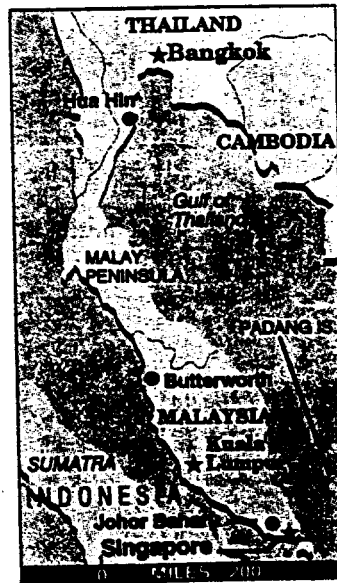 THAILAND
Bangkok
Hua Hin
CAMBODIA
Gulf of
Thailand
MALAY
PENINSULA
PADANG IS.
Butterworth
MALAYSIA
Kuala
Lumpur
SUMATRA
INDONESIA
Johor Baharu
Singapore
0 MILES 200